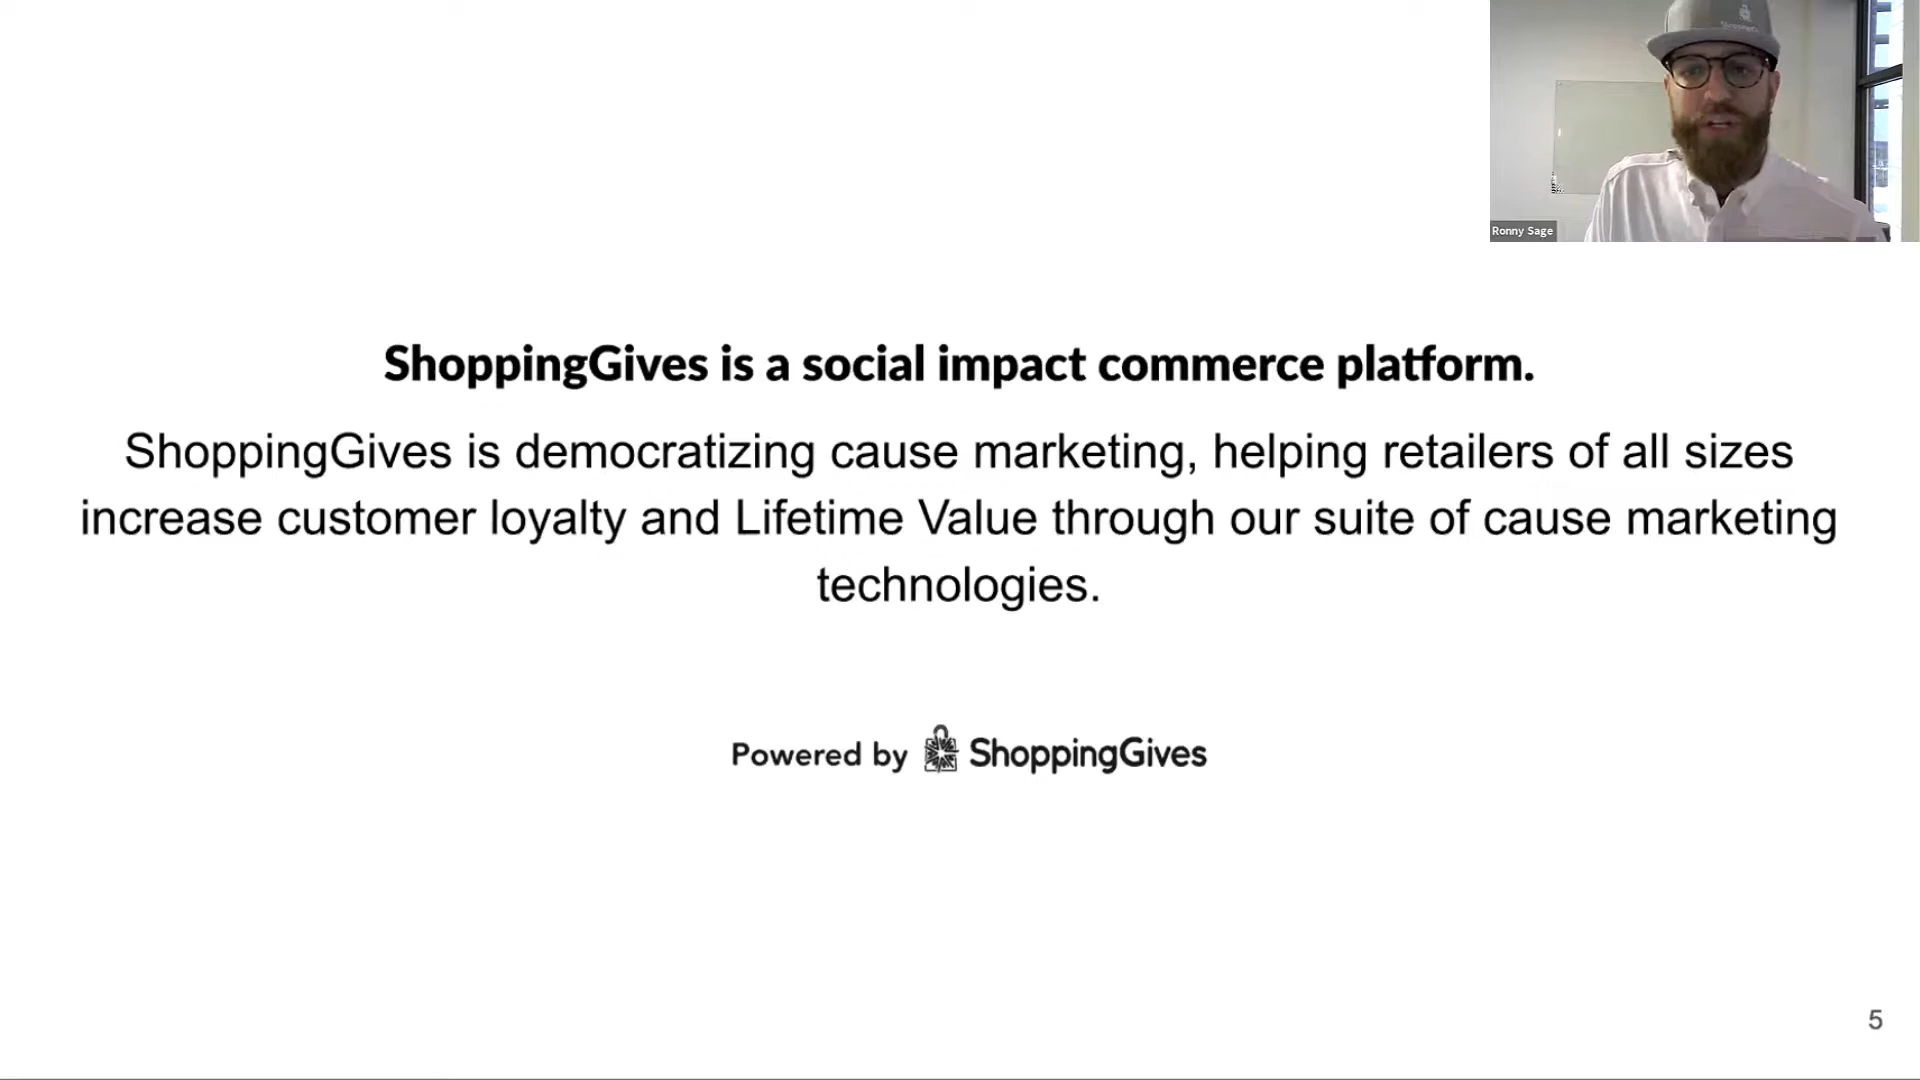 Ronny Sage
ShoppingGives is a social impact commerce platform.
ShoppingGives is democratizing cause marketing, helping retailers of all sizes
increase customer loyalty and Lifetime Value through our suite of cause marketing
technologies.
Powered by ShoppingGives
5